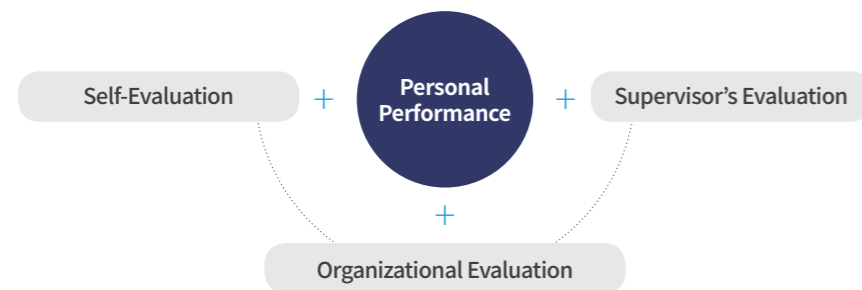 Self-Evaluation
+
Personal
Performance
+
Supervisor’s Evaluation
+
Organizational Evaluation